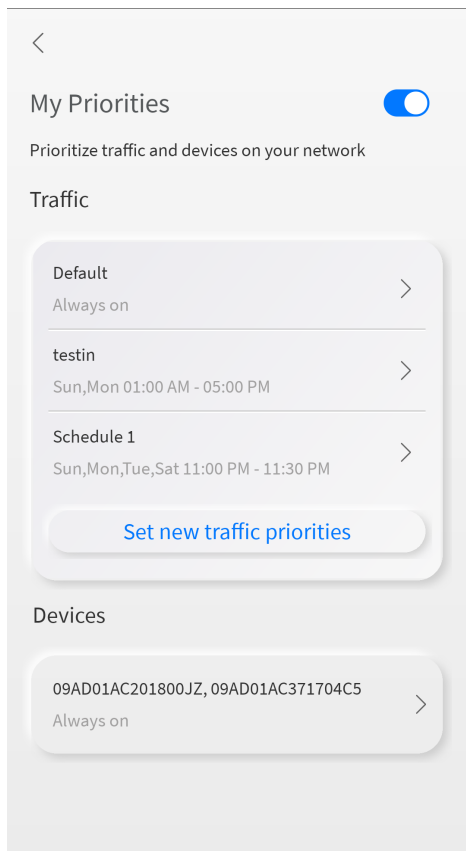 My Priorities
Prioritize traffic and devices on your network
Traffic
Default
Always on
testin
Sun,Mon 01:00 AM - 05:00 PM
Schedule 1
Sun,Mon,Tue,Sat 11:00 PM - 11:30 PM
Set new traffic priorities
Devices
09AD01AC201800JZ, 09AD01AC371704C5
Always on